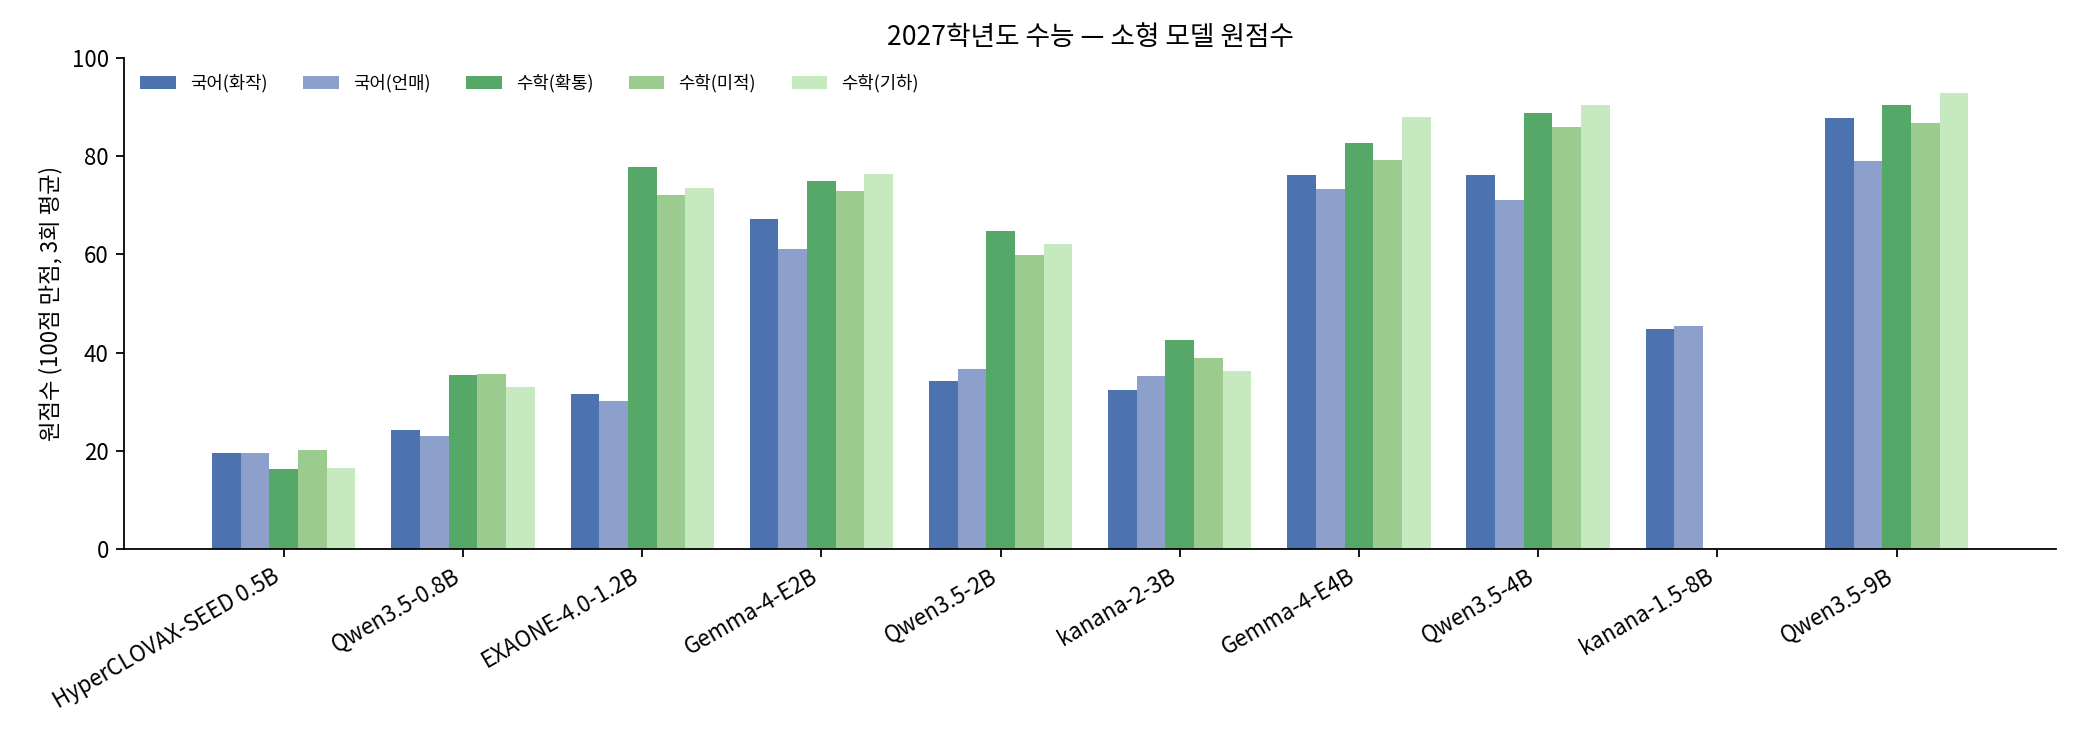 2027학년도 수능 — 소형 모델 원점수
원점수 (100점 만점, 3회 평균)
100
80
60
40
20
0
국어(화작)
국어(언매)
수학(확통)
수학(미적)
수학(기하)
HyperCLOVAX-SEED 0.5B
Qwen3.5-0.8B
EXAONE-4.0-1.2B
Gemma-4-E2B
Qwen3.5-2B
kanana-2-3B
Gemma-4-E4B
Qwen3.5-4B
kanana-1.5-8B
Qwen3.5-9B